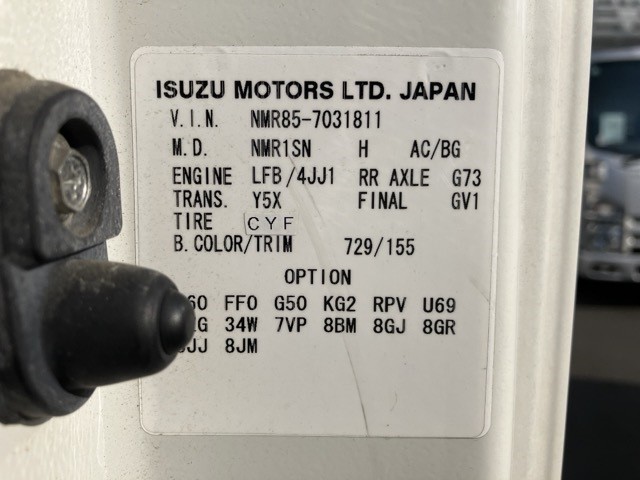 ISUZU MOTORS LTD. JAPAN
V.I.N. NMR85-7031811
M.D. NMR1SN H AC/BG
ENGINE LFB/4JJ1 RR AXLE G73
TRANS. Y5X FINAL GV1
TIRE CYF
B.COLOR/TRIM 729/155
OPTION
FF0 G50 KG2 RPV U69
34W 7VP 8BM 8GJ 8GR
8JM